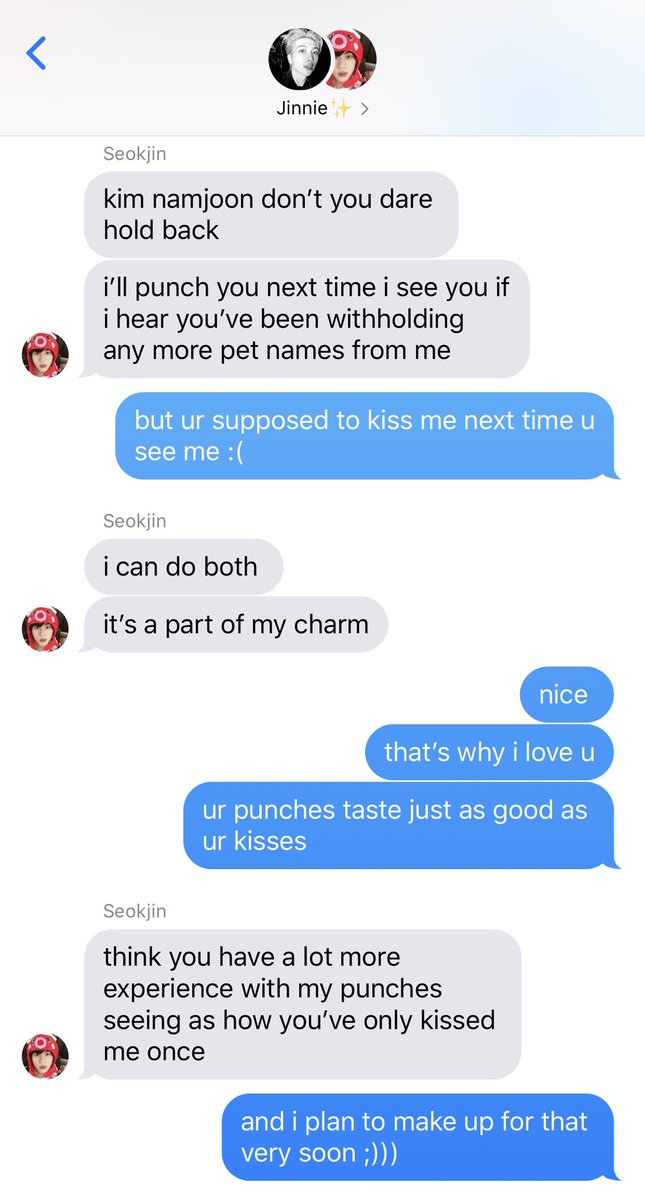 Jinnie✨ >
Seokjin
kim namjoon don’t you dare
hold back
i’ll punch you next time i see you if
i hear you’ve been withholding
any more pet names from me
but ur supposed to kiss me next time u
see me :(
Seokjin
i can do both
it’s a part of my charm
nice
that’s why i love u
ur punches taste just as good as
ur kisses
Seokjin
think you have a lot more
experience with my punches
seeing as how you’ve only kissed
me once
and i plan to make up for that
very soon ;)))